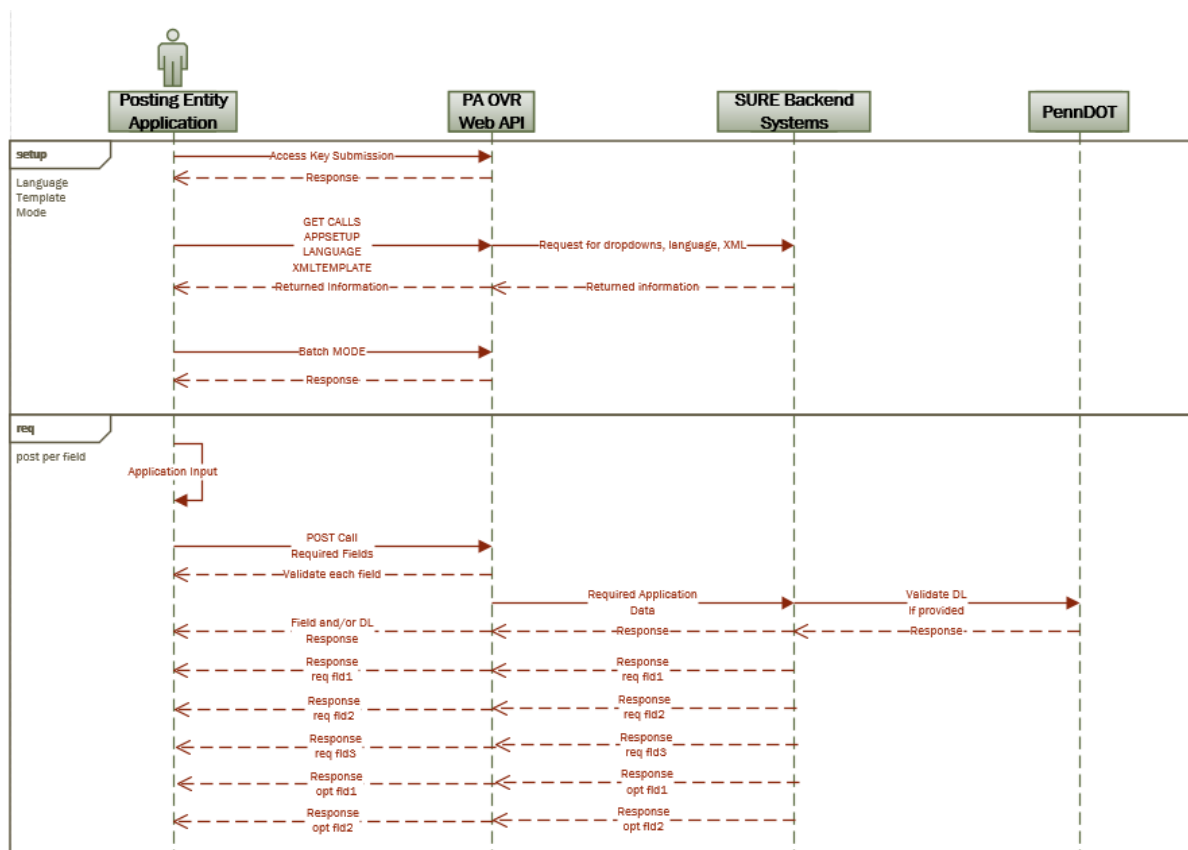 Posting Entity
Application
PA OVR
Web API
SURE Backend
Systems
PennDOT
setup
Language
Template
Mode
Access Key Submission
Response
GET CALLS
APPSETUP
LANGUAGE
XMLTEMPLATE
Request for dropdowns, language, XML
Returned Information
Returned information
Batch MODE
Response
req
post per field
Application Input
POST Call
Required Fields
Validate each field
Required Application
Data
Validate DL
If provided
Field and/or DL
Response
Response
Response
Response
req fld1
Response
req fld1
Response
req fld2
Response
req fld2
Response
req fld3
Response
req fld3
Response
opt fld1
Response
opt fld1
Response
opt fld2
Response
opt fld2